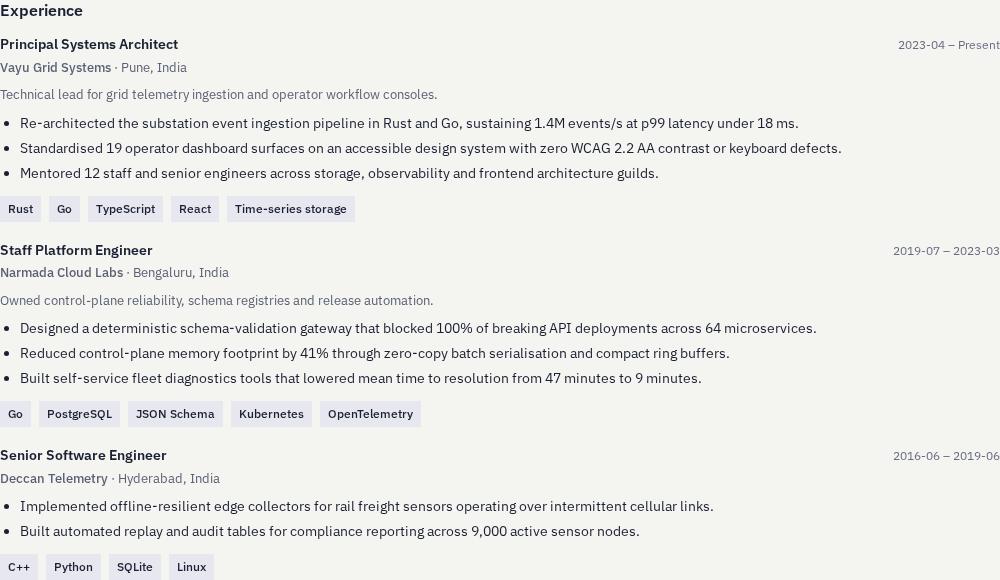 Experience
Principal Systems Architect 2023-04 – Present
Vayu Grid Systems · Pune, India
Technical lead for grid telemetry ingestion and operator workflow consoles.
• Re-architected the substation event ingestion pipeline in Rust and Go, sustaining 1.4M events/s at p99 latency under 18 ms.
• Standardised 19 operator dashboard surfaces on an accessible design system with zero WCAG 2.2 AA contrast or keyboard defects.
• Mentored 12 staff and senior engineers across storage, observability and frontend architecture guilds.
Rust Go TypeScript React Time-series storage
Staff Platform Engineer 2019-07 – 2023-03
Narmada Cloud Labs · Bengaluru, India
Owned control-plane reliability, schema registries and release automation.
• Designed a deterministic schema-validation gateway that blocked 100% of breaking API deployments across 64 microservices.
• Reduced control-plane memory footprint by 41% through zero-copy batch serialisation and compact ring buffers.
• Built self-service fleet diagnostics tools that lowered mean time to resolution from 47 minutes to 9 minutes.
Go PostgreSQL JSON Schema Kubernetes OpenTelemetry
Senior Software Engineer 2016-06 – 2019-06
Deccan Telemetry · Hyderabad, India
• Implemented offline-resilient edge collectors for rail freight sensors operating over intermittent cellular links.
• Built automated replay and audit tables for compliance reporting across 9,000 active sensor nodes.
C++ Python SQLite Linux